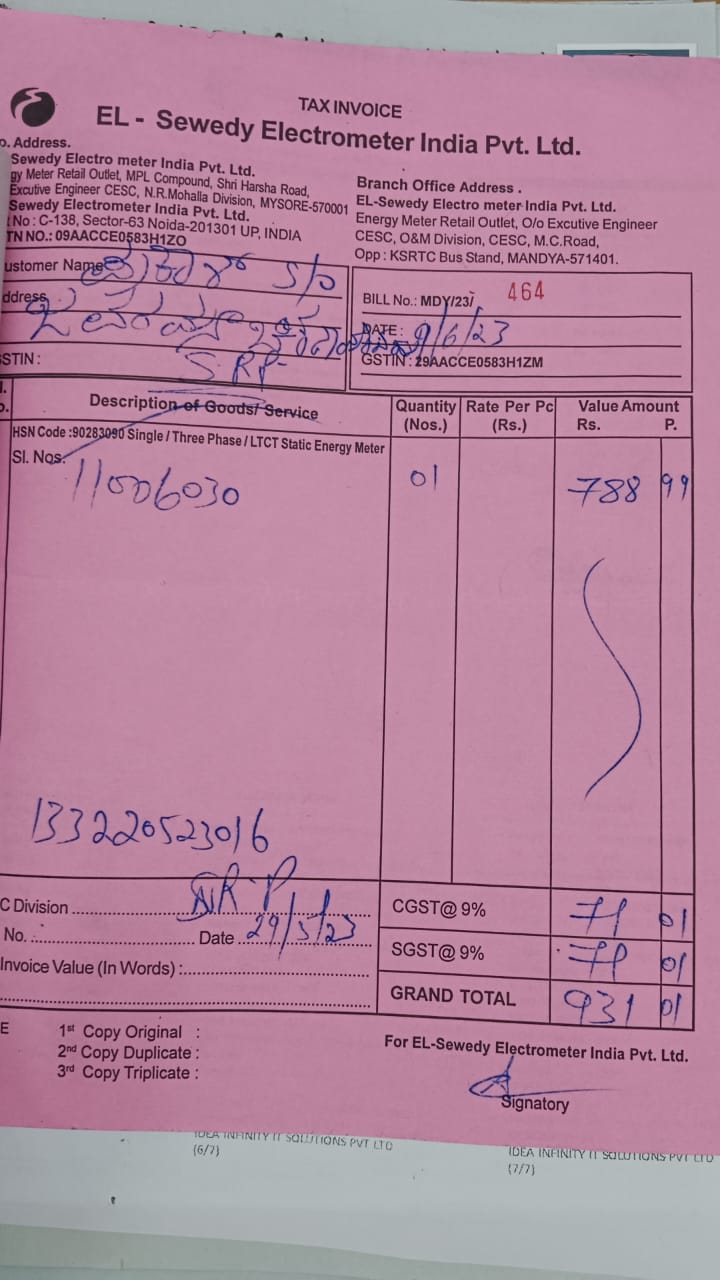 TAX INVOICE
EL - Sewedy Electrometer India Pvt. Ltd.
o. Address.
Sewedy Electro meter India Pvt. Ltd.
gy Meter Retail Outlet, MPL Compound, Shri Harsha Road,
Excutive Engineer CESC, N.R.Mohalla Division, MYSORE-570001
Sewedy Electrometer India Pvt. Ltd.
No : C-138, Sector-63 Noida-201301 UP, INDIA
TN NO.: 09AACCE0583H1ZO
Branch Office Address .
EL-Sewedy Electro meter India Pvt. Ltd.
Energy Meter Retail Outlet, O/o Excutive Engineer
CESC, O&M Division, CESC, M.C.Road,
Opp : KSRTC Bus Stand, MANDYA-571401.
ustomer Name S/o
ddress
STIN : S.R.P
BILL No.: MDY/23/ 464
DATE : 9/6/23
GSTIN : 29AACCE0583H1ZM
Description of Goods/ Service
Quantity (Nos.)
Rate Per Pc (Rs.)
Value Amount
Rs. P.
HSN Code :90283090 Single / Three Phase / LTCT Static Energy Meter
Sl. Nos.
11006030 01 788 99
133220523016
C Division SRP
No. Date 29/5/23
Invoice Value (In Words) :
CGST@ 9% 71 01
SGST@ 9% 71 01
GRAND TOTAL 931 01
E 1st Copy Original :
2nd Copy Duplicate :
3rd Copy Triplicate :
For EL-Sewedy Electrometer India Pvt. Ltd.
Signatory
IDEA INFINITY IT SOLUTIONS PVT LTD
(6/7)
IDEA INFINITY IT SOLUTIONS PVT LTD
(7/7)